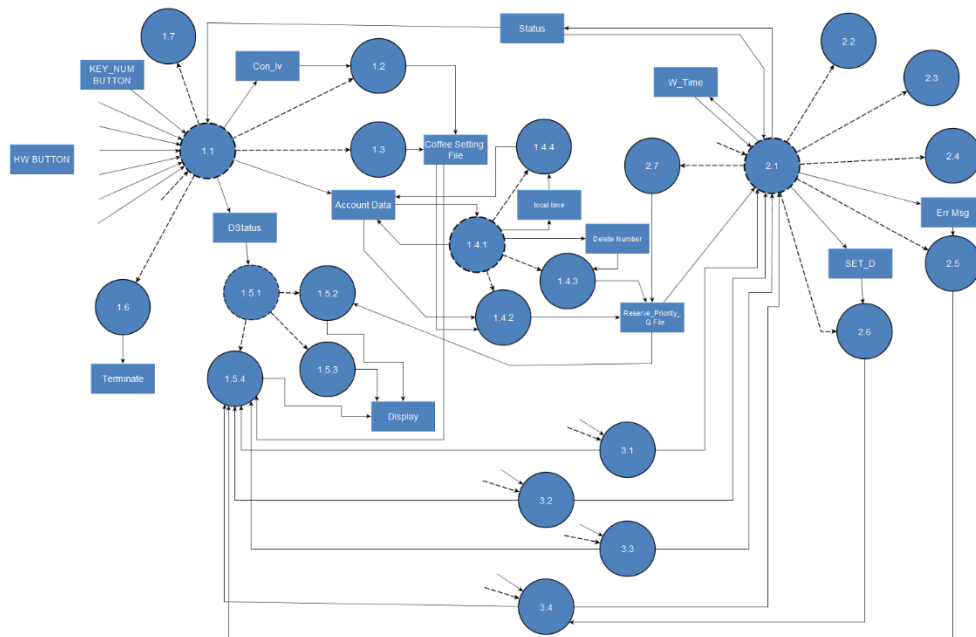 1.7
Status
2.2
KEY_NUM
BUTTON
Con_lv
1.2
2.3
W_Time
HW BUTTON
1.1
1.3
Coffee Setting
File
1.4.4
2.7
2.1
2.4
Account Data
local time
Err Msg
DStatus
1.4.1
Delete Number
SET_D
2.5
1.6
1.5.1
1.5.2
1.4.3
1.4.2
Reserve_Priority_
Q File
2.6
Terminate
1.5.4
1.5.3
Display
3.1
3.2
3.3
3.4